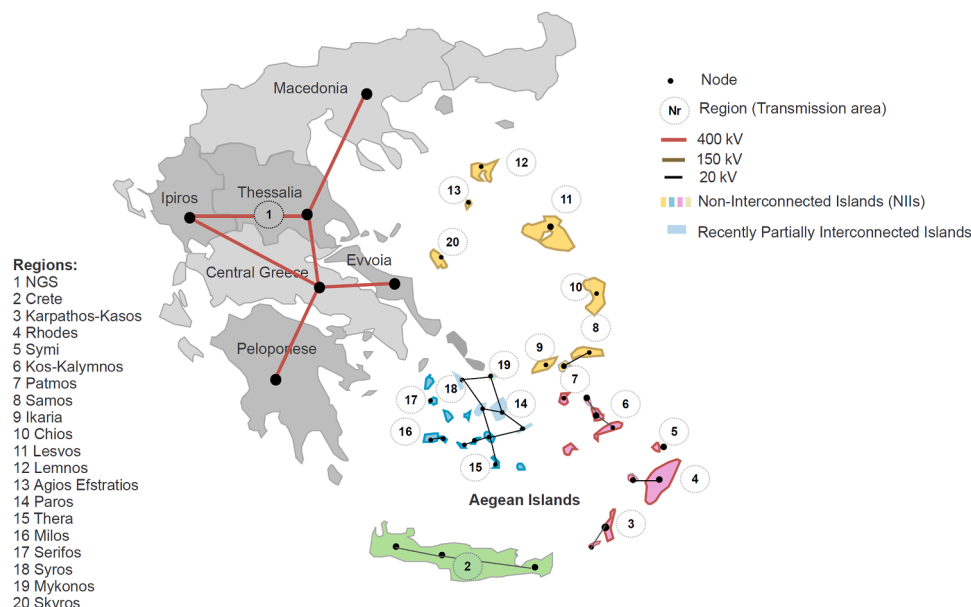 Macedonia
Node
Nr Region (Transmission area)
400 kV
150 kV
20 kV
Non-Interconnected Islands (NIIs)
Recently Partially Interconnected Islands
12
13
11
Ipiros
Thessalia
1
20
Central Greece
Evvoia
10
8
Peloponese
9
19
18
7
17
14
6
16
15
5
4
Aegean Islands
3
2
Regions:
1 NGS
2 Crete
3 Karpathos-Kasos
4 Rhodes
5 Symi
6 Kos-Kalymnos
7 Patmos
8 Samos
9 Ikaria
10 Chios
11 Lesvos
12 Lemnos
13 Agios Efstratios
14 Paros
15 Thera
16 Milos
17 Serifos
18 Syros
19 Mykonos
20 Skyros